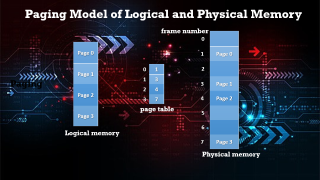 Paging Model of Logical and Physical Memory
frame number
0
1
2
3
4
5
6
7
Page 0
Page 1
Page 2
Page 3
0 1
1 3
2 4
3 7
page table
Page 0
Page 1
Page 2
Page 3
Logical memory
Physical memory